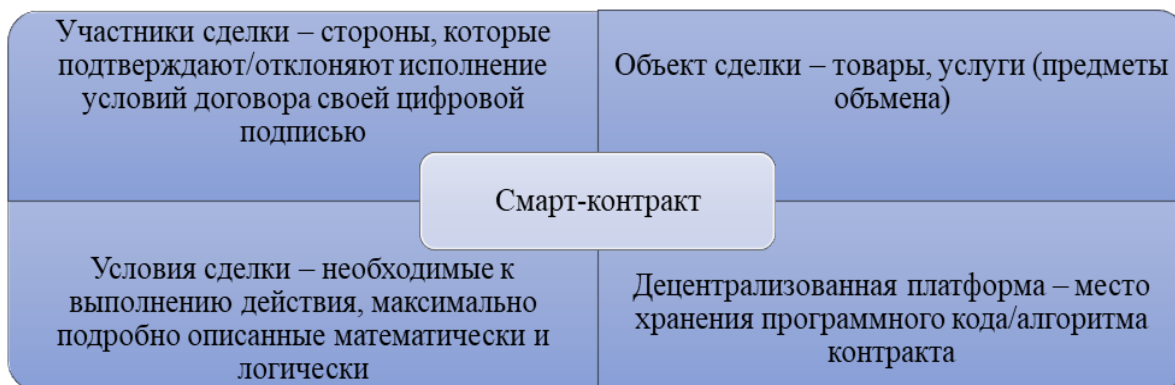 Участники сделки – стороны, которые
подтверждают/отклоняют исполнение
условий договора своей цифровой
подписью
Объект сделки – товары, услуги (предметы
объмена)
Смарт-контракт
Условия сделки – необходимые к
выполнению действия, максимально
подробно описанные математически и
логически
Децентрализованная платформа – место
хранения программного кода/алгоритма
контракта